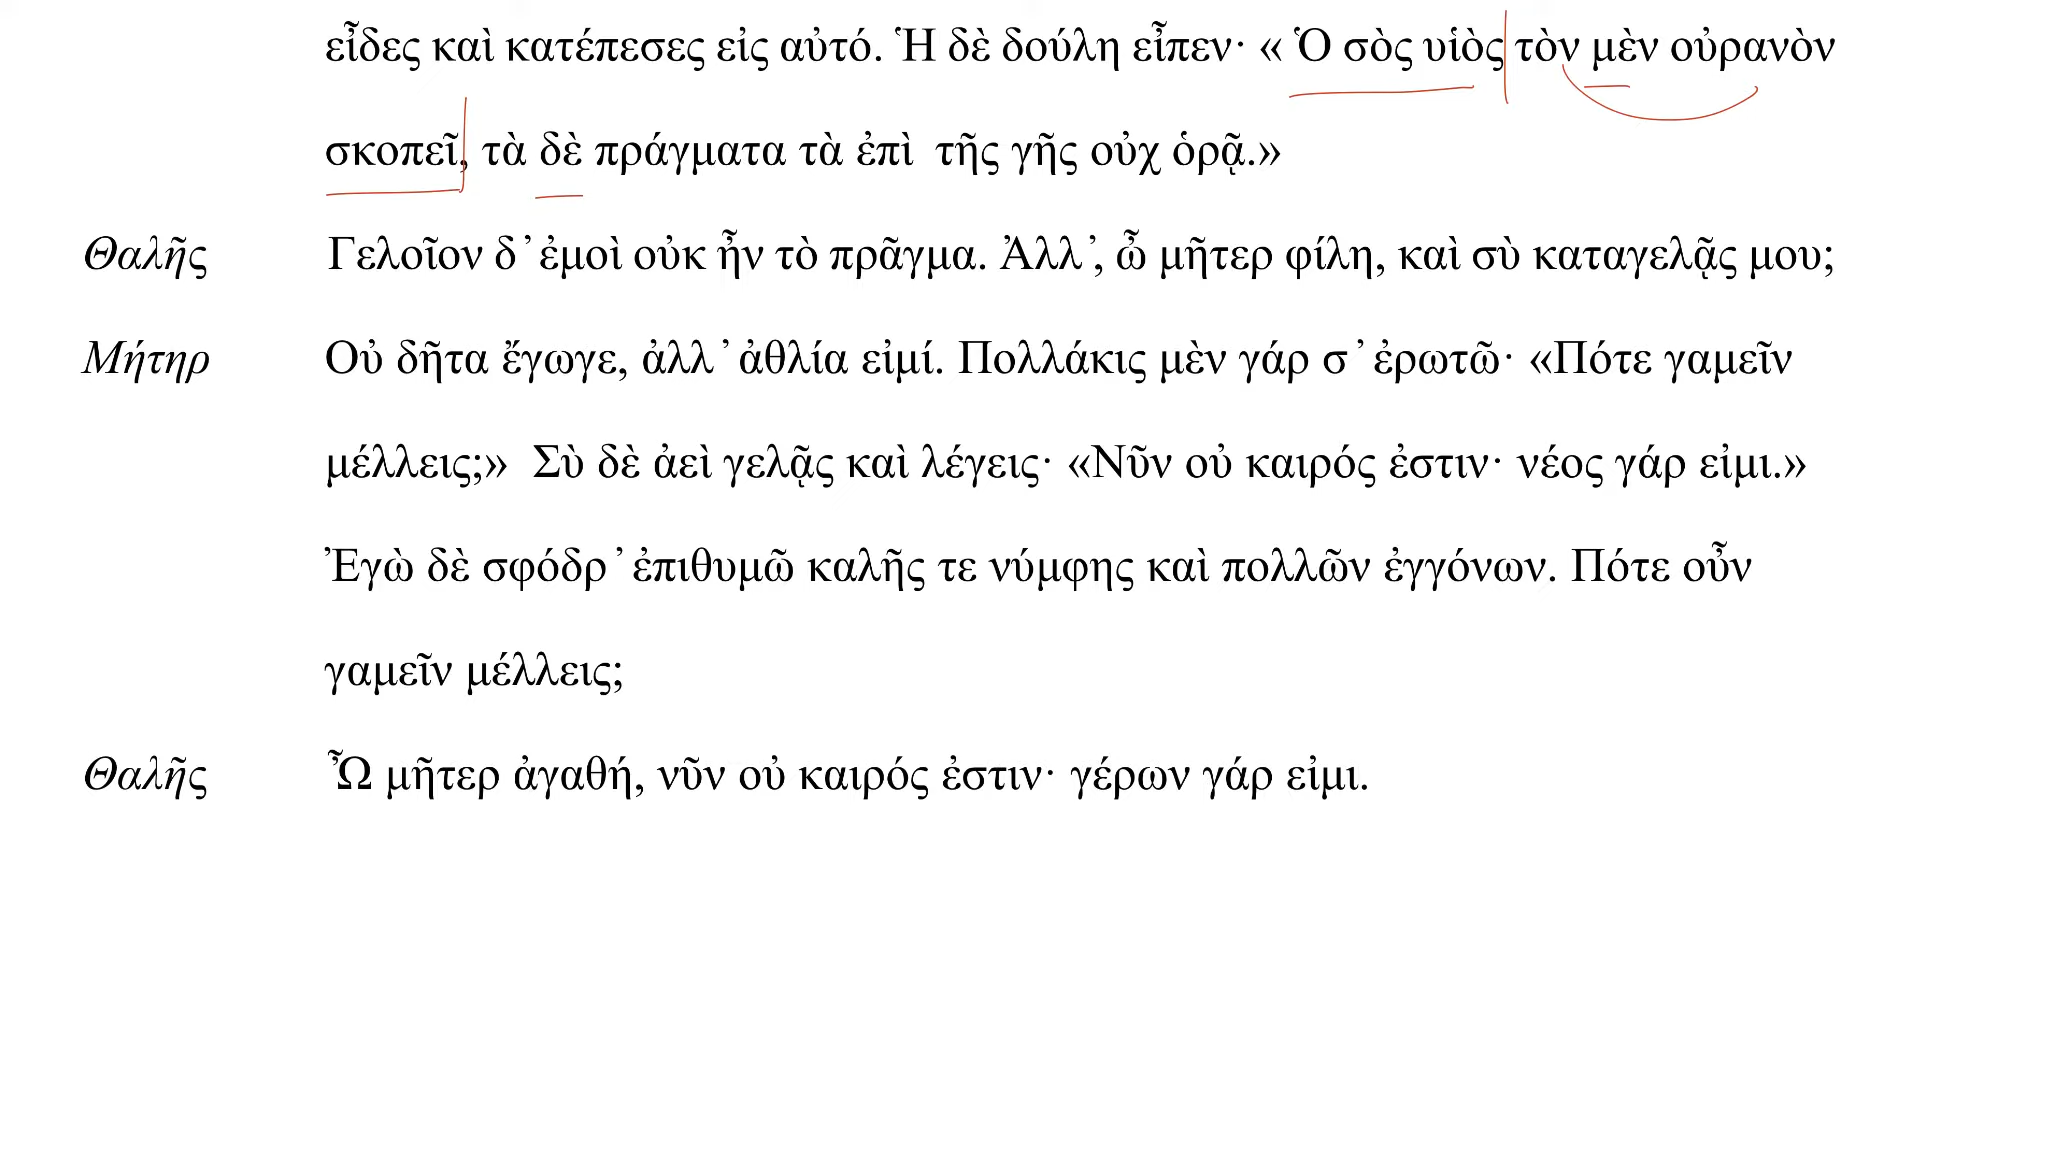 εἶδες καὶ κατέπεσες εἰς αὐτό. Ἡ δὲ δούλη εἶπεν· « Ὁ σὸς υἱὸς τὸν μὲν οὐρανὸν
σκοπεῖ, τὰ δὲ πράγματα τὰ ἐπὶ τῆς γῆς οὐχ ὁρᾷ.»
Θαλῆς Γελοῖον δ᾽ἐμοὶ οὐκ ἦν τὸ πρᾶγμα. Ἀλλ᾽, ὦ μῆτερ φίλη, καὶ σὺ καταγελᾷς μου;
Μήτηρ Οὐ δῆτα ἔγωγε, ἀλλ᾽ἀθλία εἰμί. Πολλάκις μὲν γάρ σ᾽ἐρωτῶ· «Πότε γαμεῖν
μέλλεις;» Σὺ δὲ ἀεὶ γελᾷς καὶ λέγεις· «Νῦν οὐ καιρός ἐστιν· νέος γάρ εἰμι.»
Ἐγὼ δὲ σφόδρ᾽ἐπιθυμῶ καλῆς τε νύμφης καὶ πολλῶν ἐγγόνων. Πότε οὖν
γαμεῖν μέλλεις;
Θαλῆς Ὦ μῆτερ ἀγαθή, νῦν οὐ καιρός ἐστιν· γέρων γάρ εἰμι.